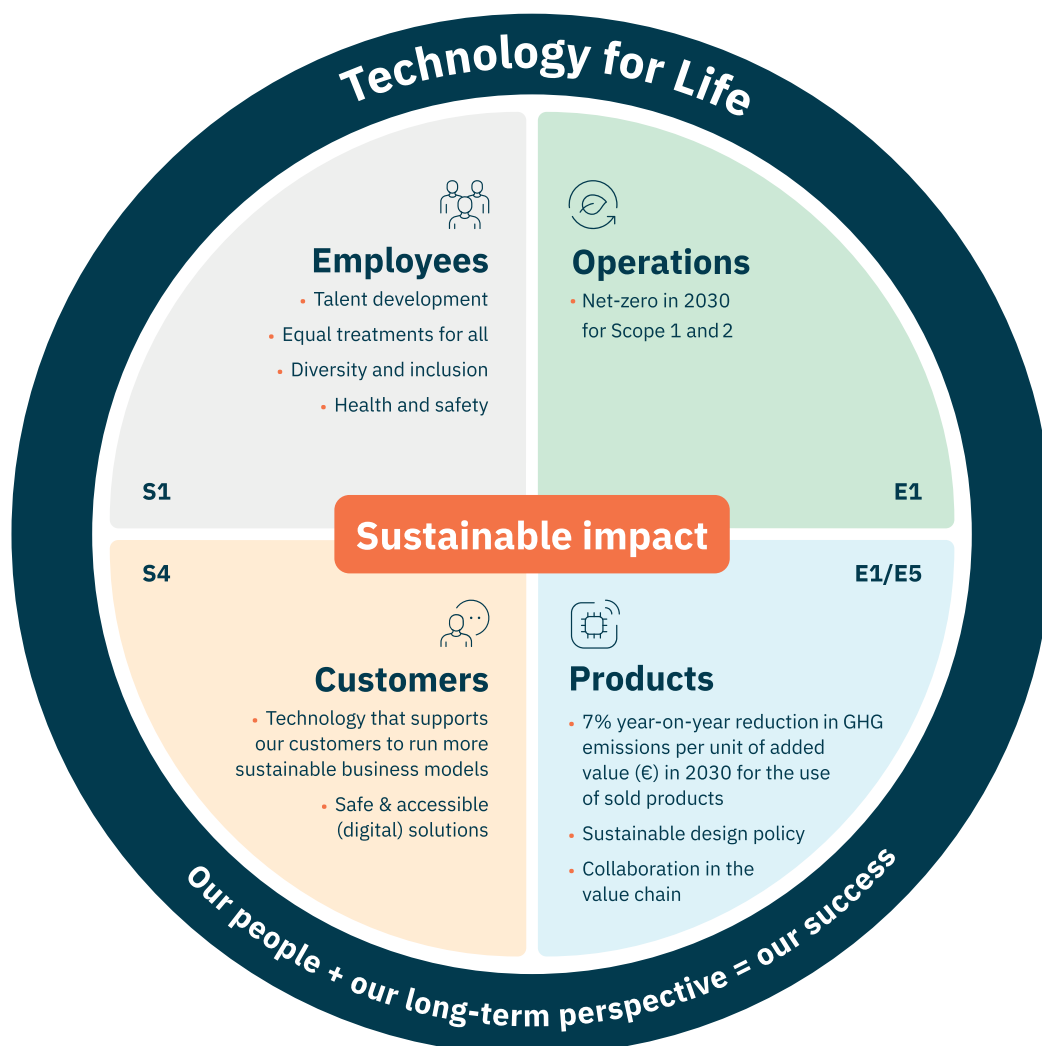 Technology for Life
Employees
• Talent development
• Equal treatments for all
• Diversity and inclusion
• Health and safety
S1
Operations
• Net-zero in 2030
for Scope 1 and 2
E1
Sustainable impact
S4
Customers
• Technology that supports
our customers to run more
sustainable business models
• Safe & accessible
(digital) solutions
E1/E5
Products
• 7% year-on-year reduction in GHG
emissions per unit of added
value (€) in 2030 for the use
of sold products
• Sustainable design policy
• Collaboration in the
value chain
Our people + our long-term perspective = our success